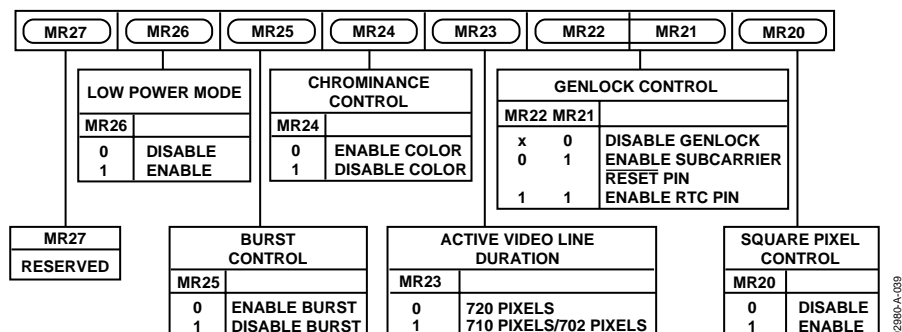 MR27 MR26 MR25 MR24 MR23 MR22 MR21 MR20
LOW POWER MODE
MR26
0 DISABLE
1 ENABLE
CHROMINANCE
CONTROL
MR24
0 ENABLE COLOR
1 DISABLE COLOR
GENLOCK CONTROL
MR22 MR21
x 0 DISABLE GENLOCK
0 1 ENABLE SUBCARRIER
RESET PIN
1 1 ENABLE RTC PIN
MR27
RESERVED
BURST
CONTROL
MR25
0 ENABLE BURST
1 DISABLE BURST
ACTIVE VIDEO LINE
DURATION
MR23
0 720 PIXELS
1 710 PIXELS/702 PIXELS
SQUARE PIXEL
CONTROL
MR20
0 DISABLE
1 ENABLE
2980-A-039